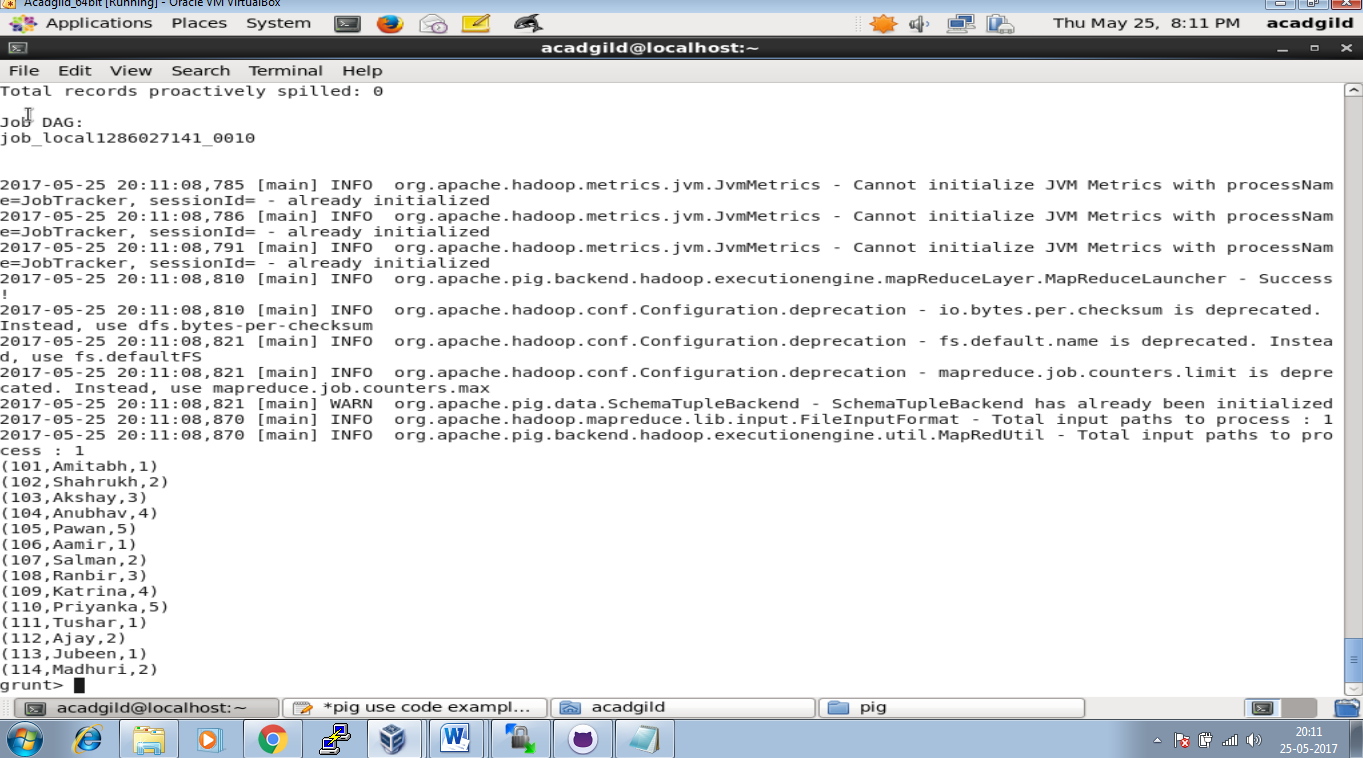 Acadgild_64bit [Running] - Oracle VM VirtualBox
Applications Places System Thu May 25, 8:11 PM acadgild
acadgild@localhost:~
File Edit View Search Terminal Help
Total records proactively spilled: 0
Job DAG:
job_local1286027141_0010
2017-05-25 20:11:08,785 [main] INFO  org.apache.hadoop.metrics.jvm.JvmMetrics - Cannot initialize JVM Metrics with processNam
e=JobTracker, sessionId= - already initialized
2017-05-25 20:11:08,786 [main] INFO  org.apache.hadoop.metrics.jvm.JvmMetrics - Cannot initialize JVM Metrics with processNam
e=JobTracker, sessionId= - already initialized
2017-05-25 20:11:08,791 [main] INFO  org.apache.hadoop.metrics.jvm.JvmMetrics - Cannot initialize JVM Metrics with processNam
e=JobTracker, sessionId= - already initialized
2017-05-25 20:11:08,810 [main] INFO  org.apache.pig.backend.hadoop.executionengine.mapReduceLayer.MapReduceLauncher - Success
!
2017-05-25 20:11:08,810 [main] INFO  org.apache.hadoop.conf.Configuration.deprecation - io.bytes.per.checksum is deprecated.
Instead, use dfs.bytes-per-checksum
2017-05-25 20:11:08,821 [main] INFO  org.apache.hadoop.conf.Configuration.deprecation - fs.default.name is deprecated. Instea
d, use fs.defaultFS
2017-05-25 20:11:08,821 [main] INFO  org.apache.hadoop.conf.Configuration.deprecation - mapreduce.job.counters.limit is depre
cated. Instead, use mapreduce.job.counters.max
2017-05-25 20:11:08,821 [main] WARN  org.apache.pig.data.SchemaTupleBackend - SchemaTupleBackend has already been initialized
2017-05-25 20:11:08,870 [main] INFO  org.apache.hadoop.mapreduce.lib.input.FileInputFormat - Total input paths to process : 1
2017-05-25 20:11:08,870 [main] INFO  org.apache.pig.backend.hadoop.executionengine.util.MapRedUtil - Total input paths to pro
cess : 1
(101,Amitabh,1)
(102,Shahrukh,2)
(103,Akshay,3)
(104,Anubhav,4)
(105,Pawan,5)
(106,Aamir,1)
(107,Salman,2)
(108,Ranbir,3)
(109,Katrina,4)
(110,Priyanka,5)
(111,Tushar,1)
(112,Ajay,2)
(113,Jubeen,1)
(114,Madhuri,2)
grunt>
acadgild@localhost:~ *pig use code exampl... acadgild pig
20:11
25-05-2017